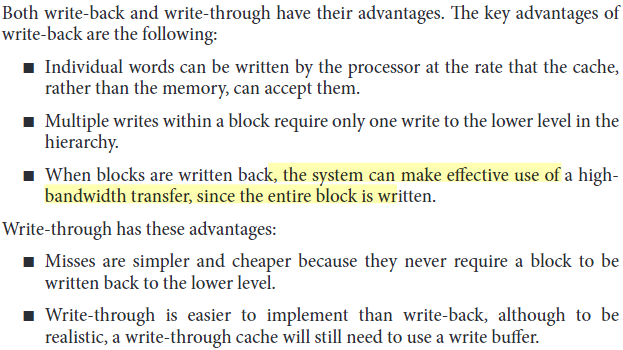 Both write-back and write-through have their advantages. The key advantages of
write-back are the following:
■ Individual words can be written by the processor at the rate that the cache,
rather than the memory, can accept them.
■ Multiple writes within a block require only one write to the lower level in the
hierarchy.
■ When blocks are written back, the system can make effective use of a high-
bandwidth transfer, since the entire block is written.
Write-through has these advantages:
■ Misses are simpler and cheaper because they never require a block to be
written back to the lower level.
■ Write-through is easier to implement than write-back, although to be
realistic, a write-through cache will still need to use a write buffer.